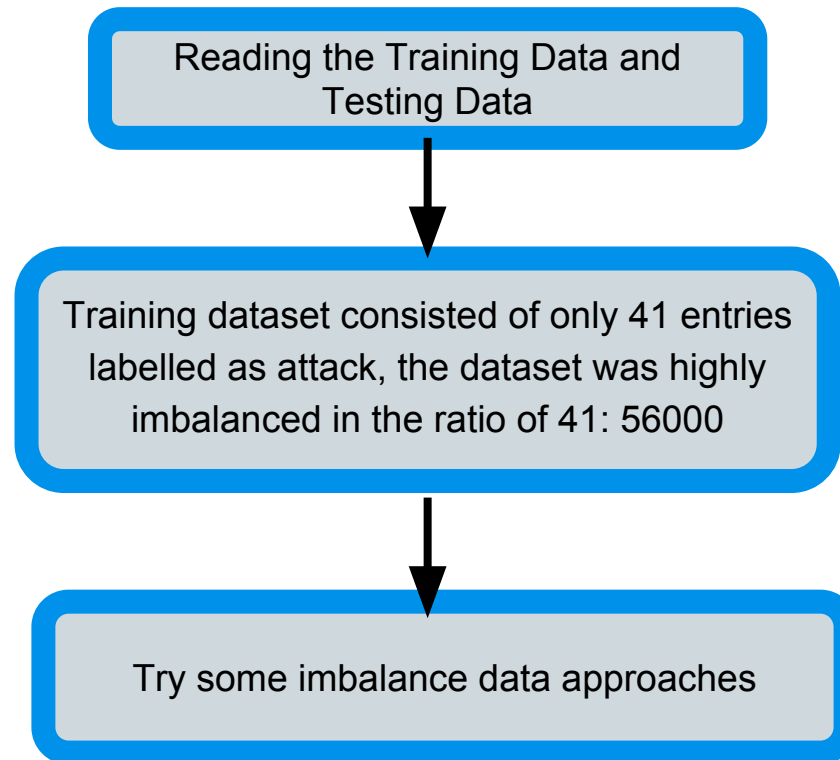 Reading the Training Data and
Testing Data
Training dataset consisted of only 41 entries
labelled as attack, the dataset was highly
imbalanced in the ratio of 41: 56000
Try some imbalance data approaches